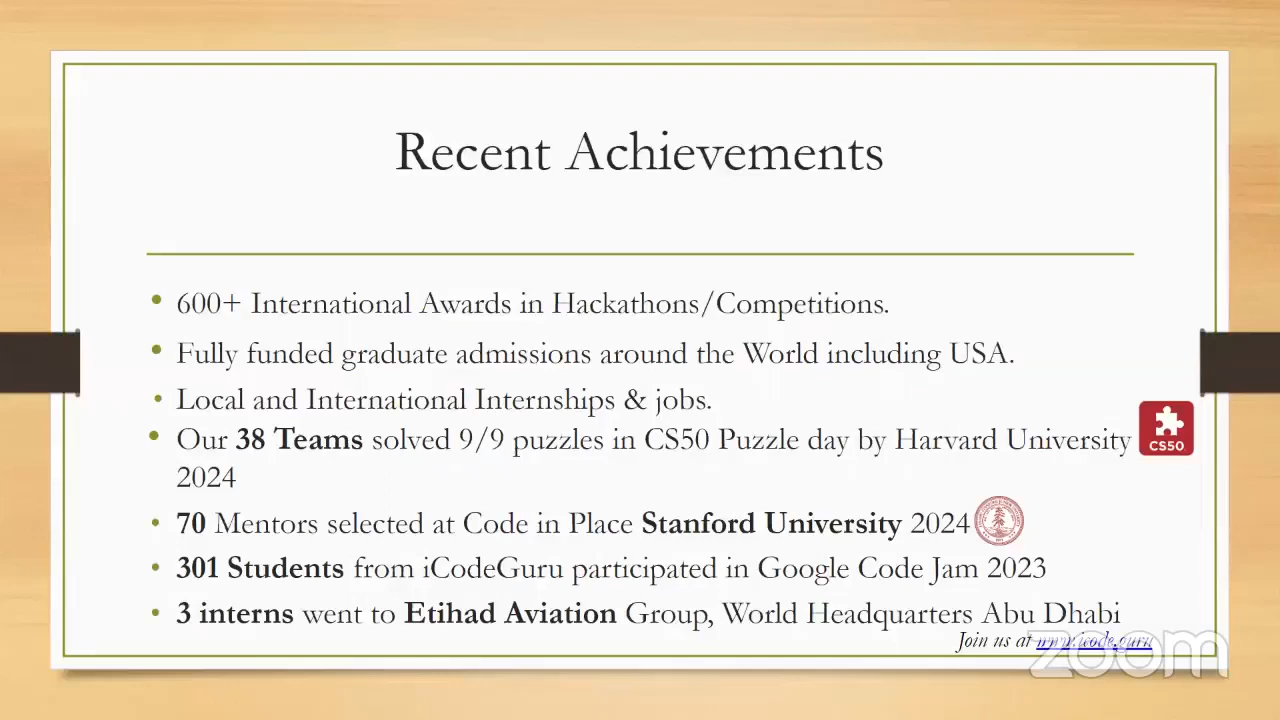 Recent Achievements
• 600+ International Awards in Hackathons/Competitions.
• Fully funded graduate admissions around the World including USA.
• Local and International Internships & jobs.
• Our 38 Teams solved 9/9 puzzles in CS50 Puzzle day by Harvard University
2024
CS50
• 70 Mentors selected at Code in Place Stanford University 2024
• 301 Students from iCodeGuru participated in Google Code Jam 2023
• 3 interns went to Etihad Aviation Group, World Headquarters Abu Dhabi
Join us at www.icode.guru
zoom